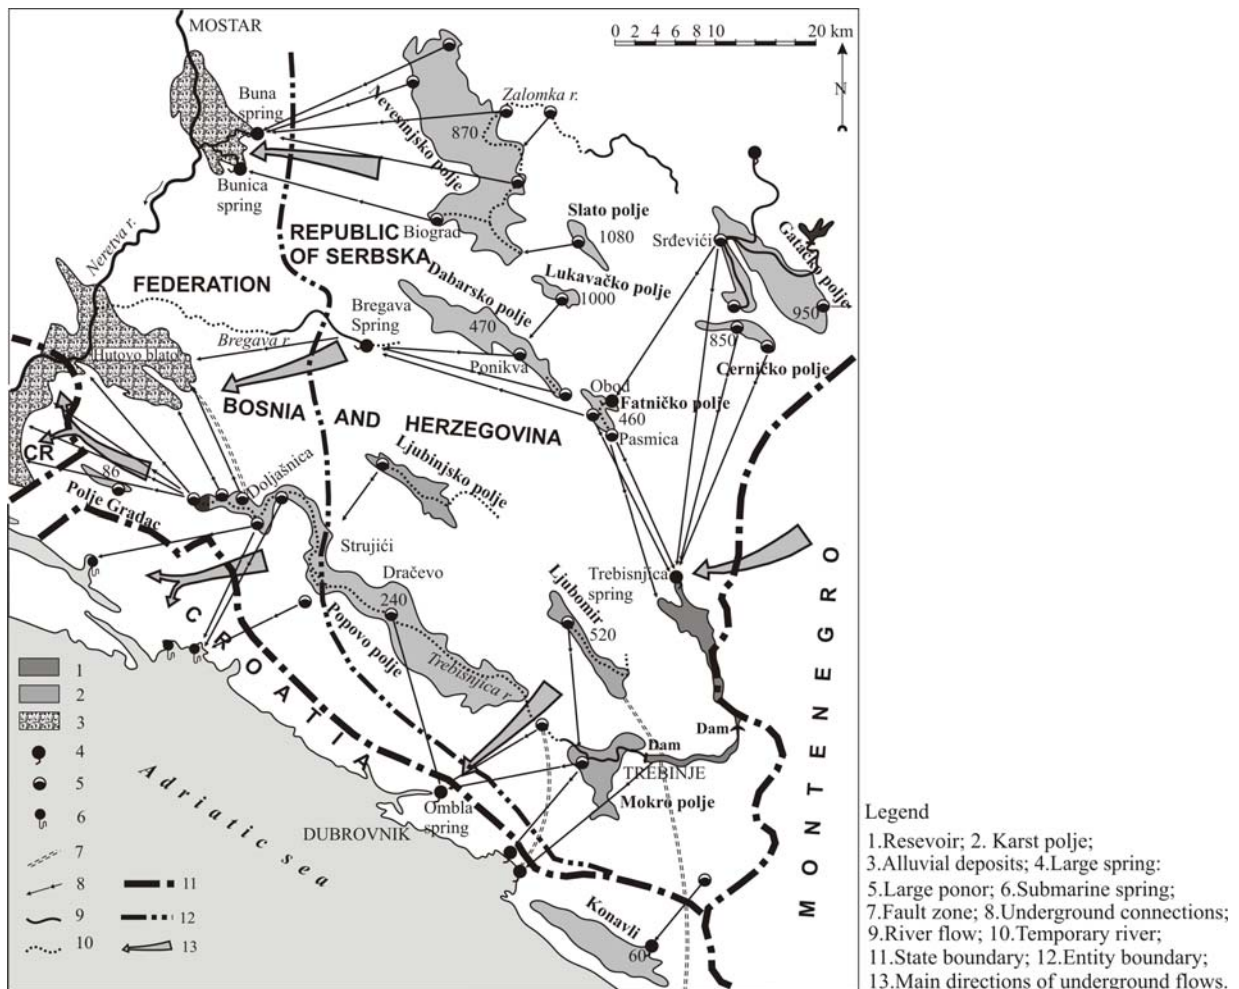 MOSTAR
0 2 4 6 8 10 20 km
N
Buna
spring
Zalomka r.
Nevesinjsko polje
870
Bunica
spring
Neretva r.
Biograd
REPUBLIC
OF SERBSKA
Slato polje
1080
Srđevići
Gatačko polje
950
FEDERATION
Dabarsko polje
470
Lukavačko polje
1000
Bregava
Spring
Bregava r.
Hutovo blato
Ponikva
850
Cerničko polje
Obod
Fatničko polje
460
Pasmica
BOSNIA AND HERZEGOVINA
CR
86
Polje Gradac
Doljašnica
Ljubinjsko polje
Strujići
Dračevo
240
Popovo polje
Trebisnjica r.
Ljubomir
520
Trebisnjica
spring
MONTENEGRO
CROATIA
Dam
Dam
TREBINJE
Mokro polje
Ombla
spring
DUBROVNIK
Adriatic sea
Konavli
60
1
2
3
4
5
6
7
8 11
9 12
10 13
Legend
1.Resevoir; 2. Karst polje;
3.Alluvial deposits; 4.Large spring:
5.Large ponor; 6.Submarine spring;
7.Fault zone; 8.Underground connections;
9.River flow; 10.Temporary river;
11.State boundary; 12.Entity boundary;
13.Main directions of underground flows.